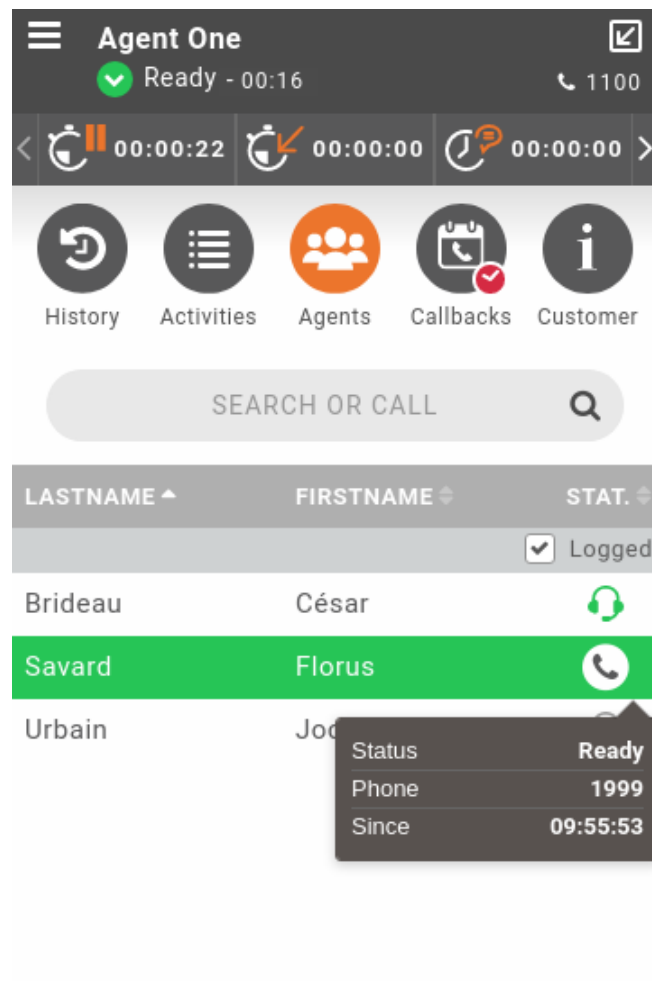 Agent One
Ready - 00:16
1100
00:00:22 00:00:00 00:00:00
History Activities Agents Callbacks Customer
SEARCH OR CALL
LASTNAME FIRSTNAME STAT.
Logged
Brideau César
Savard Florus
Urbain
Status Ready
Phone 1999
Since 09:55:53